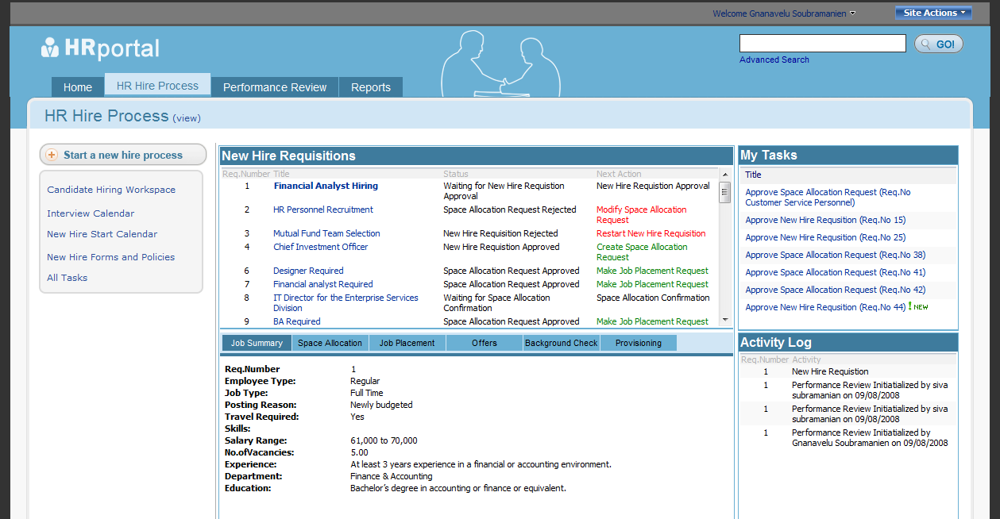 Welcome Gnanavelu Soubramanien
Site Actions
HRportal
GO!
Advanced Search
Home
HR Hire Process
Performance Review
Reports
HR Hire Process (view)
Start a new hire process
Candidate Hiring Workspace
Interview Calendar
New Hire Start Calendar
New Hire Forms and Policies
All Tasks
New Hire Requisitions
Req.Number Title Status Next Action
1 Financial Analyst Hiring Waiting for New Hire Requistion New Hire Requistion Approval
Approval
2 HR Personnel Recruitment Space Allocation Request Rejected Modify Space Allocation
Request
3 Mutual Fund Team Selection New Hire Requistion Rejected Restart New Hire Requistion
4 Chief Investment Officer New Hire Requistion Approved Create Space Allocation
Request
6 Designer Required Space Allocation Request Approved Make Job Placement Request
7 Financial analyst Required Space Allocation Request Approved Make Job Placement Request
8 IT Director for the Enterprise Services Waiting for Space Allocation Space Allocation Confirmation
Division Confirmation
9 BA Required Space Allocation Request Approved Make Job Placement Request
Job Summary Space Allocation Job Placement Offers Background Check Provisioning
Req.Number 1
Employee Type: Regular
Job Type: Full Time
Posting Reason: Newly budgeted
Travel Required: Yes
Skills:
Salary Range: 61,000 to 70,000
No.ofVacancies: 5.00
Experience: At least 3 years experience in a financial or accounting environment.
Department: Finance & Accounting
Education: Bachelor's degree in accounting or finance or equivalent.
My Tasks
Title
Approve Space Allocation Request (Req.No
Customer Service Personnel)
Approve New Hire Requsition (Req.No 15)
Approve New Hire Requsition (Req.No 25)
Approve Space Allocation Request (Req.No 38)
Approve Space Allocation Request (Req.No 41)
Approve Space Allocation Request (Req.No 42)
Approve New Hire Requsition (Req.No 44) ! NEW
Activity Log
Req.Number Activity
1 New Hire Requistion
1 Performance Review Initiatialized by siva
subramanian on 09/08/2008
1 Performance Review Initiatialized by siva
subramanian on 09/08/2008
1 Performance Review Initiatialized by
Gnanavelu Soubramanien on 09/08/2008